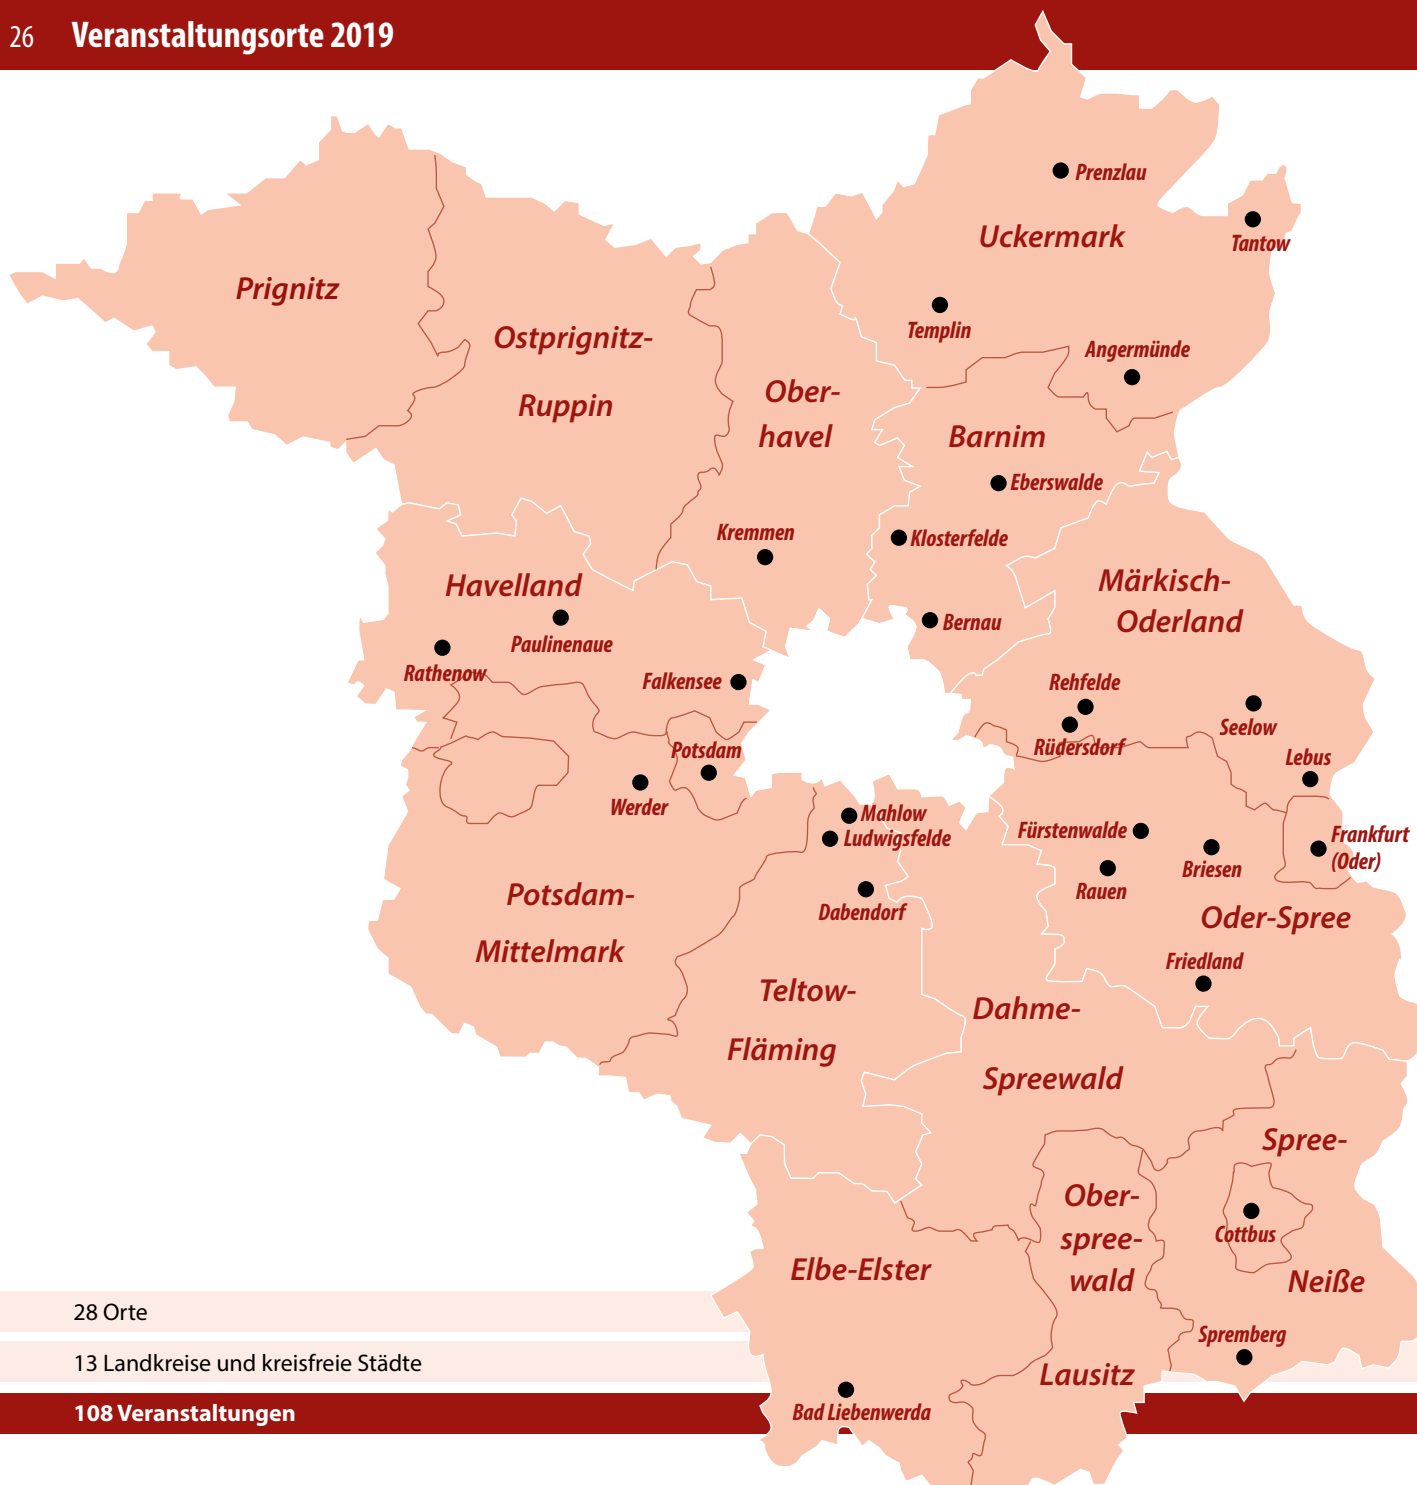 26 Veranstaltungsorte 2019
Prenzlau
Uckermark
Tantow
Prignitz
Templin
Ostprignitz-
Ruppin
Angermünde
Ober-
havel
Barnim
Eberswalde
Kremmen
Klosterfelde
Havelland
Märkisch-
Oderland
Paulinenaue
Bernau
Rathenow
Falkensee
Rehfelde
Seelow
Rüdersdorf
Potsdam
Lebus
Werder
Mahlow
Ludwigsfelde
Fürstenwalde
Frankfurt
(Oder)
Briesen
Rauen
Potsdam-
Mittelmark
Dabendorf
Oder-Spree
Friedland
Teltow-
Fläming
Dahme-
Spreewald
Spree-
Ober-
spree-
wald
Cottbus
Elbe-Elster
Neiße
28 Orte
Spremberg
13 Landkreise und kreisfreie Städte
Lausitz
108 Veranstaltungen
Bad Liebenwerda